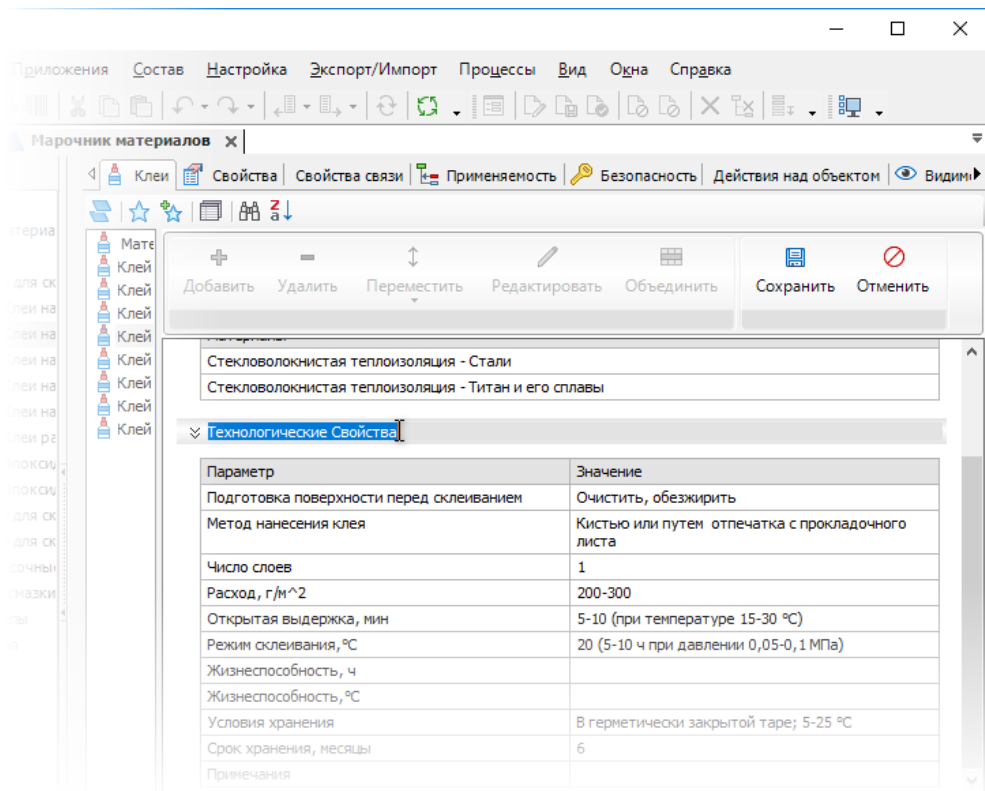 Приложения Состав Настройка Экспорт/Импорт Процессы Вид Окна Справка
Марочник материалов
Клеи Свойства Свойства связи Применяемость Безопасность Действия над объектом
Клей
Клей
Клей
Клей
Клей
Клей
Клей
Клей
Добавить Удалить Переместить Редактировать Объединить Сохранить Отменить
Стекловолокнистая теплоизоляция - Стали
Стекловолокнистая теплоизоляция - Титан и его сплавы
Технологические Свойства
Параметр Значение
Подготовка поверхности перед склеиванием Очистить, обезжирить
Метод нанесения клея Кистью или путем отпечатка с прокладочного
листа
Число слоев 1
Расход, г/м^2 200-300
Открытая выдержка, мин 5-10 (при температуре 15-30 °C)
Режим склеивания,°C 20 (5-10 ч при давлении 0,05-0,1 МПа)
Жизнеспособность, ч
Жизнеспособность,°C
Условия хранения В герметически закрытой таре; 5-25 °C
Срок хранения, месяцы 6
Примечания